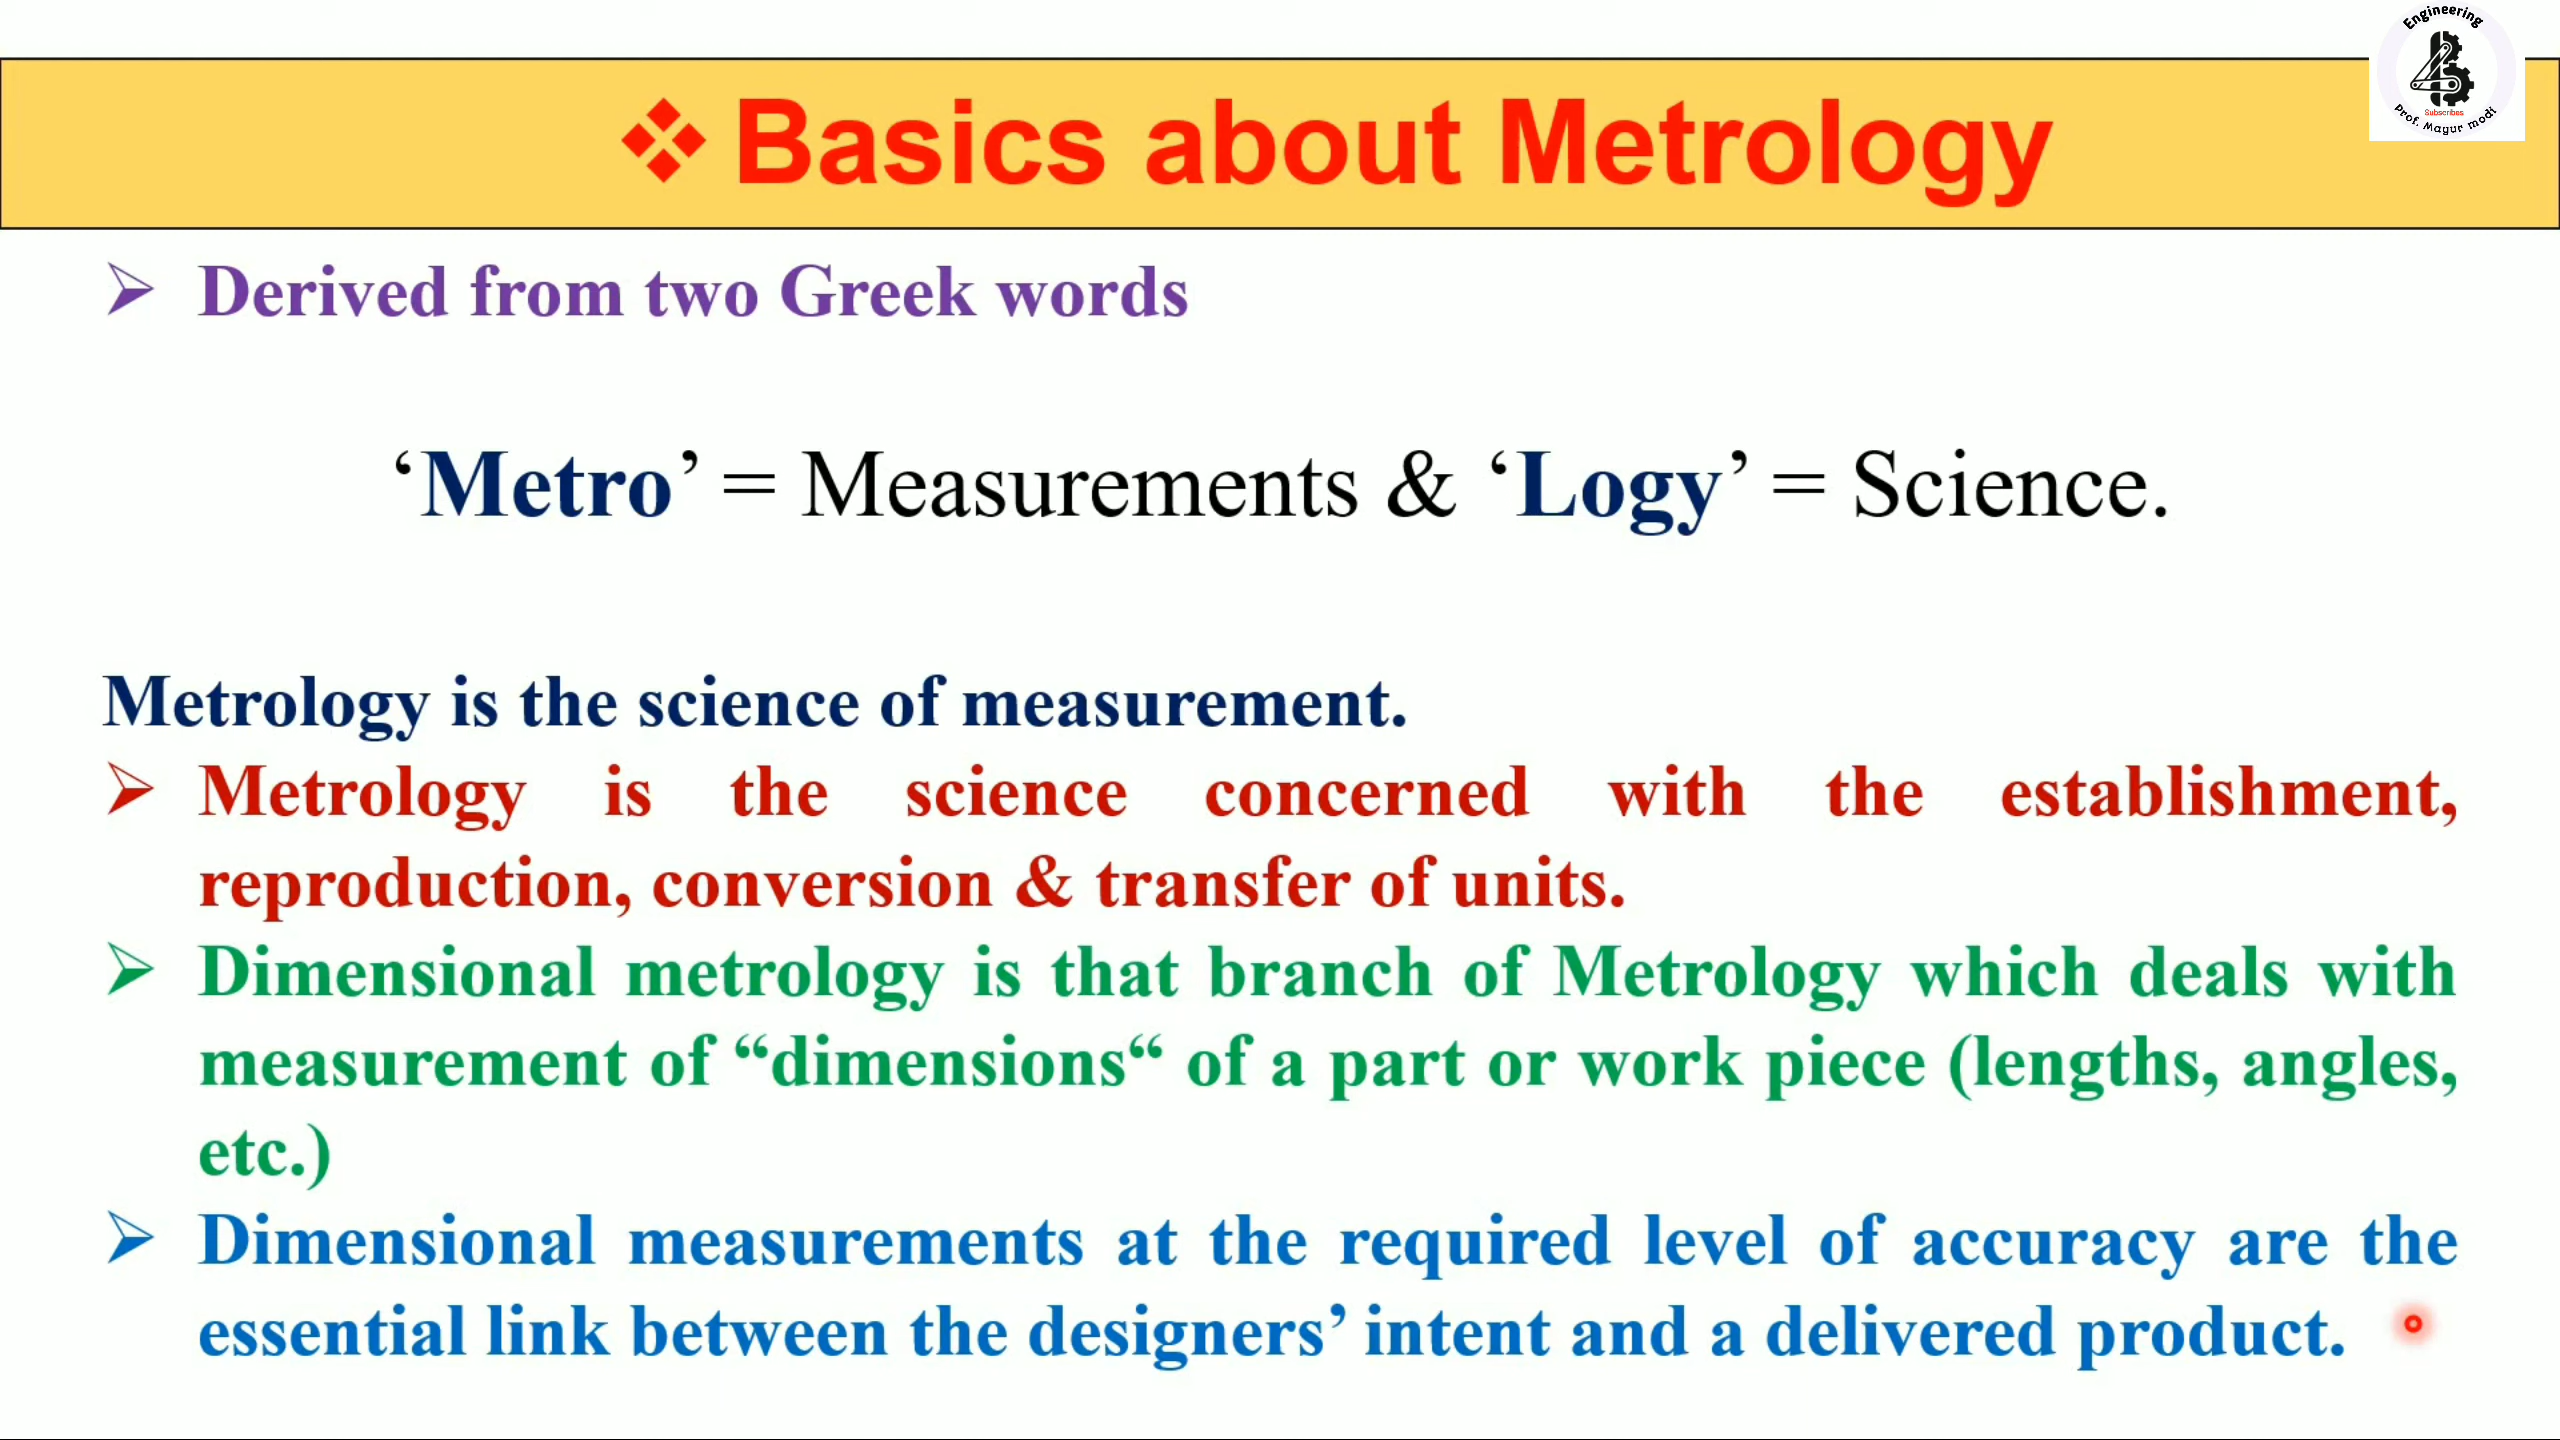 Engineering
Subscribes
Prof. Mayur modi
❖ Basics about Metrology
➢ Derived from two Greek words
‘Metro’ = Measurements & ‘Logy’ = Science.
Metrology is the science of measurement.
➢ Metrology is the science concerned with the establishment,
reproduction, conversion & transfer of units.
➢ Dimensional metrology is that branch of Metrology which deals with
measurement of “dimensions“ of a part or work piece (lengths, angles,
etc.)
➢ Dimensional measurements at the required level of accuracy are the
essential link between the designers’ intent and a delivered product.